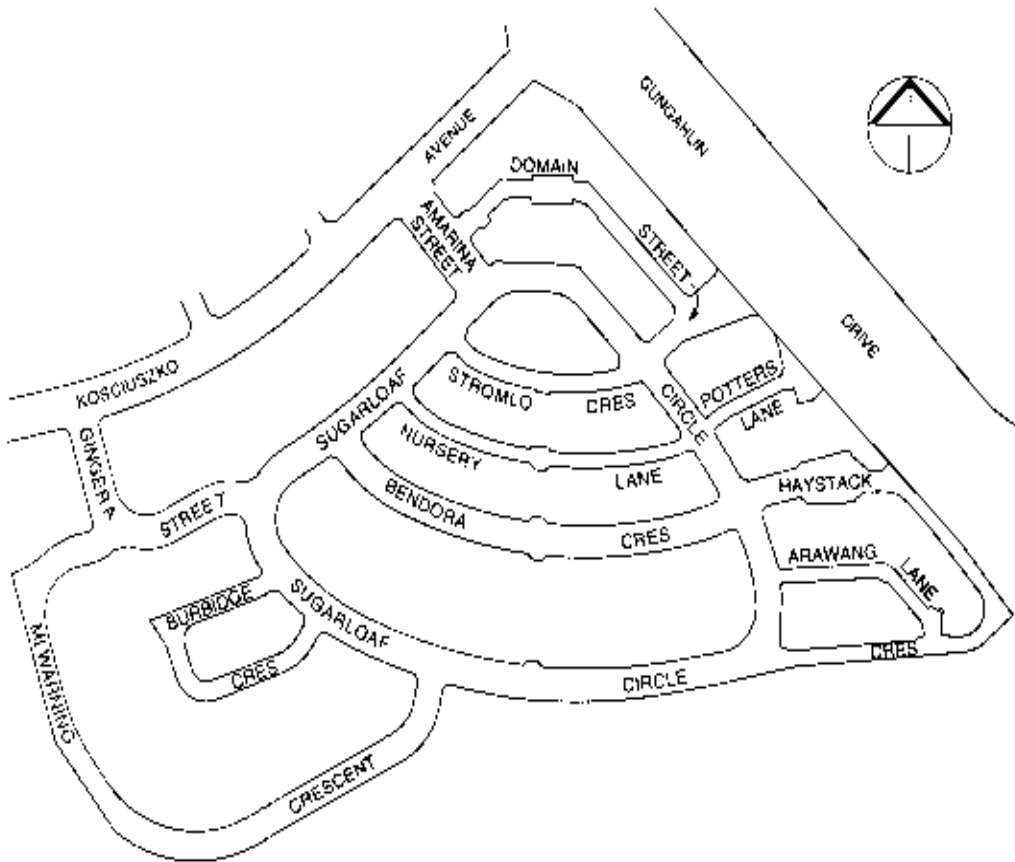 GUNGAHLIN
DRIVE
AVENUE
DOMAIN
STREET
AMARINA
STREET
KOSCIUSZKO
SUGARLOAF
STROMLO
CRES
CIRCLE
POTTERS
LANE
NURSERY
LANE
GINGERA
STREET
BENDORA
CRES
HAYSTACK
ARAWANG
LANE
BURBIDGE
CRES
SUGARLOAF
CIRCLE
CRES
CRESCENT